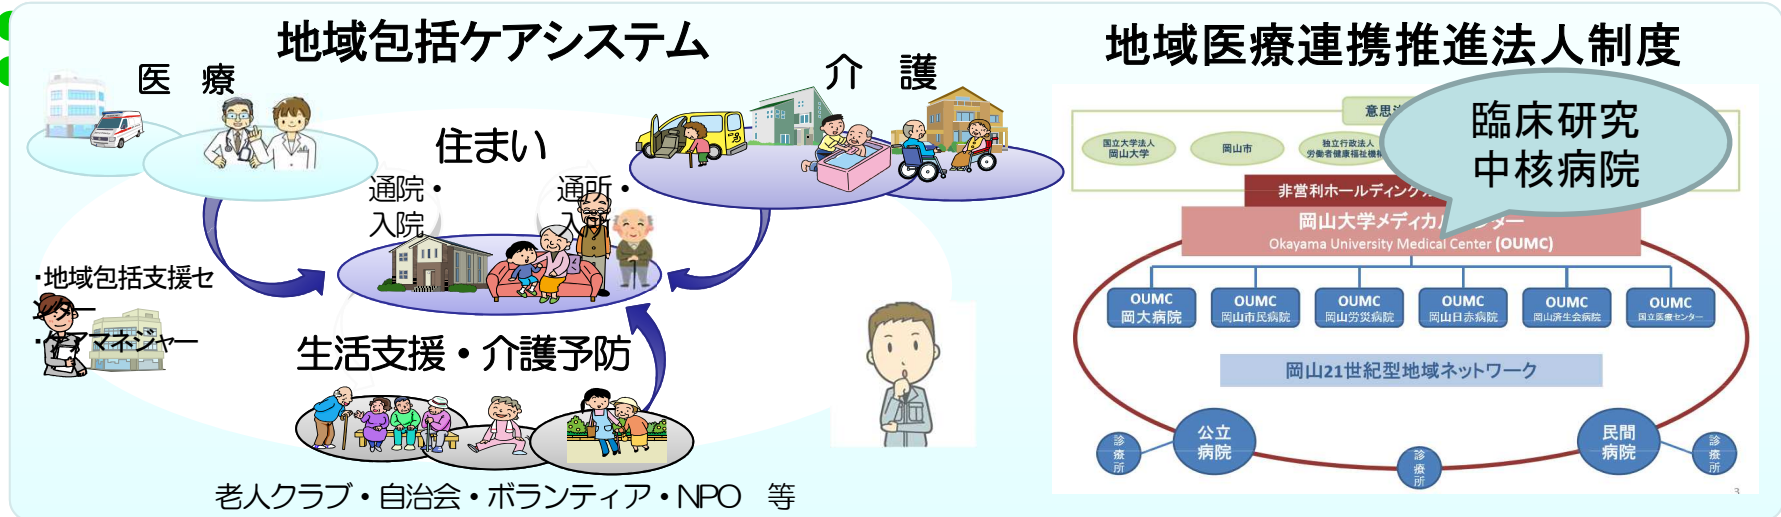 地域包括ケアシステム
医 療
介 護
住まい
通院・
入院
通所・
・地域包括支援セ
生活支援・介護予防
老人クラブ・自治会・ボランティア・NPO 等
地域医療連携推進法人制度
臨床研究
中核病院
国立大学法人
岡山大学
岡山市
独立行政法人
非営利ホールディング
岡山大学メディカル
Okayama University Medical Center (OUMC)
OUMC
岡大病院
OUMC
岡山市民病院
OUMC
岡山労災病院
OUMC
岡山日赤病院
OUMC
岡山済生会病院
OUMC
国立医療センター
岡山21世紀型地域ネットワーク
公立
病院
民間
病院
診療所
診療所
診療所
3